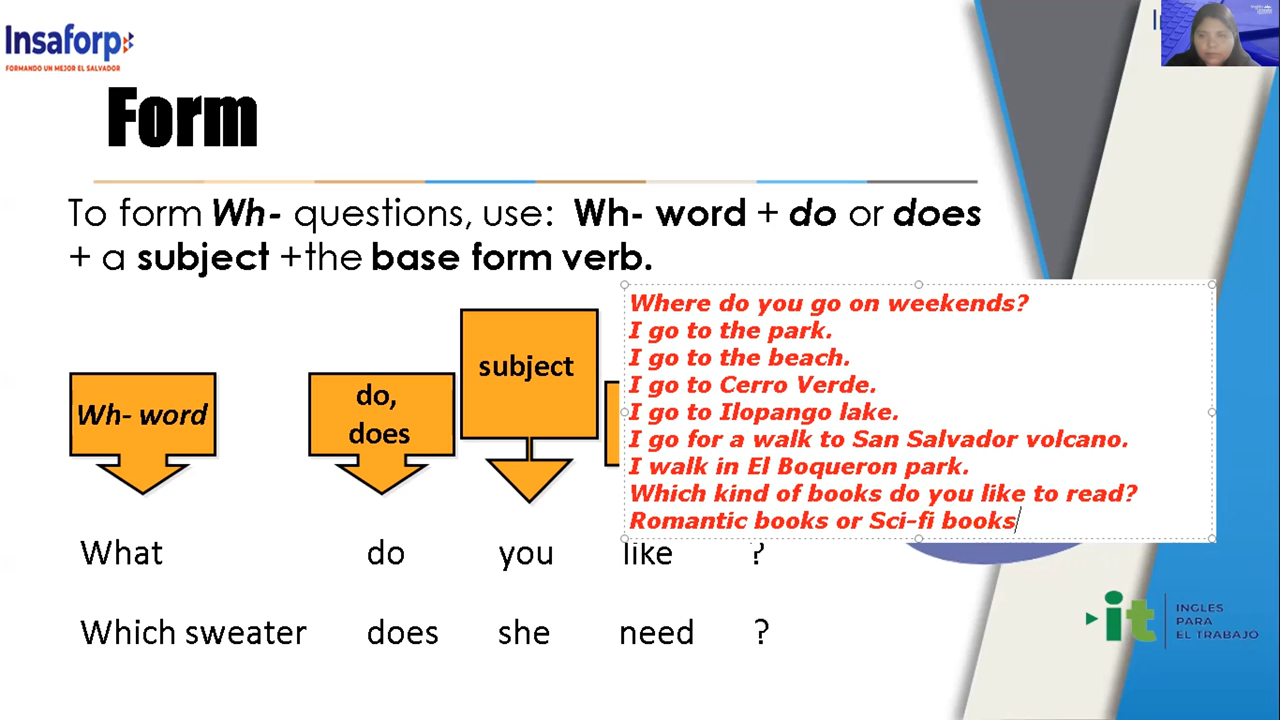 Insaforp
FORMANDO UN MEJOR EL SALVADOR
Form
To form Wh- questions, use: Wh- word + do or does
+ a subject +the base form verb.
Wh- word
do,
does
subject
Where do you go on weekends?
I go to the park.
I go to the beach.
I go to Cerro Verde.
I go to Ilopango lake.
I go for a walk to San Salvador volcano.
I walk in El Boqueron park.
Which kind of books do you like to read?
Romantic books or Sci-fi books
What do you like ?
Which sweater does she need ?
it
INGLES
PARA
EL TRABAJO